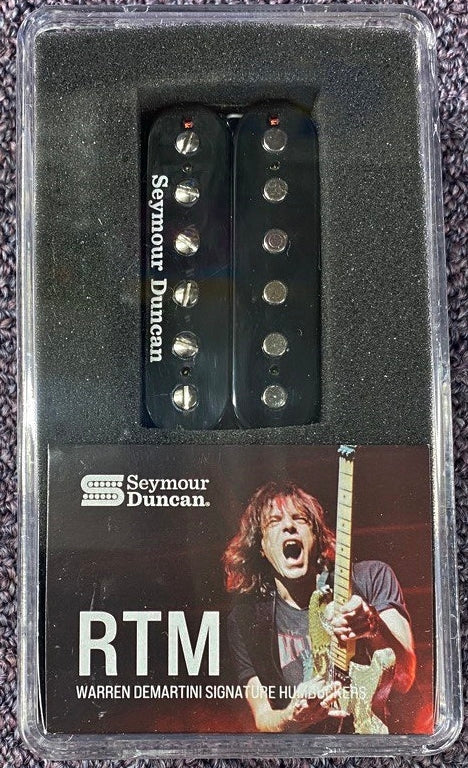 Seymour Duncan
Seymour
Duncan®
RTM
WARREN DEMARTINI SIGNATURE HUMBUCKERS